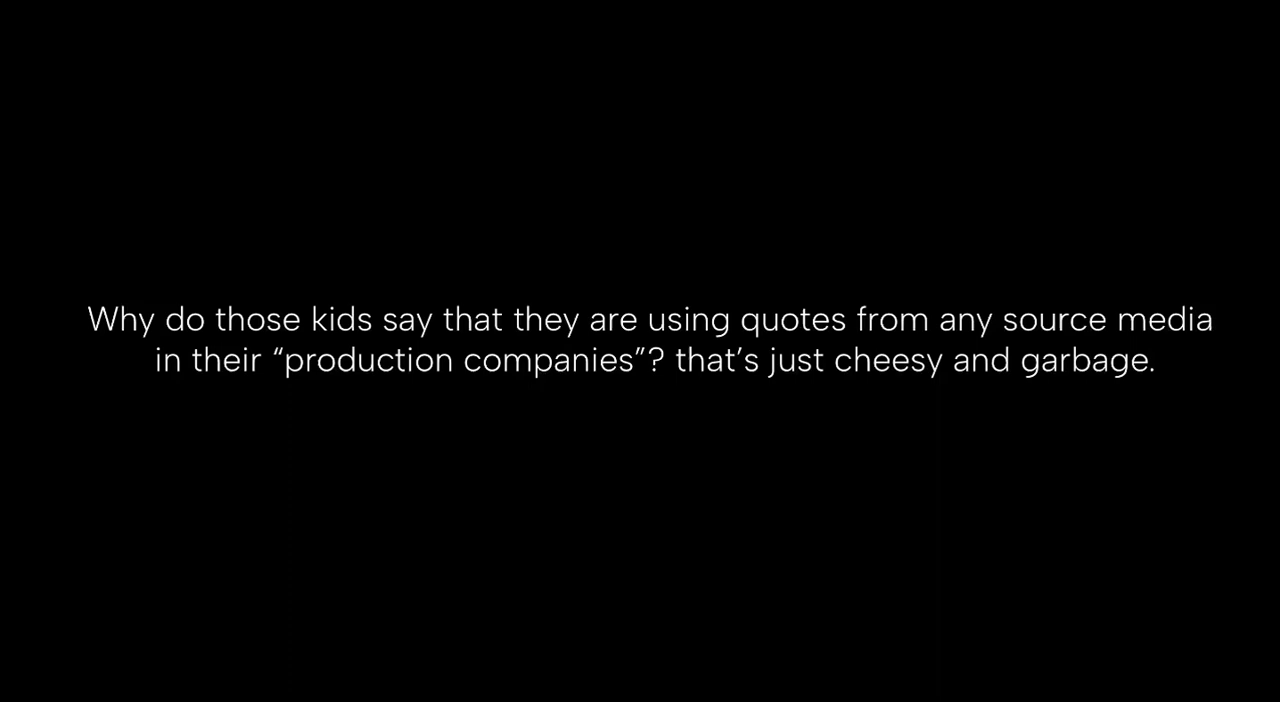 Why do those kids say that they are using quotes from any source media
in their “production companies”? that’s just cheesy and garbage.